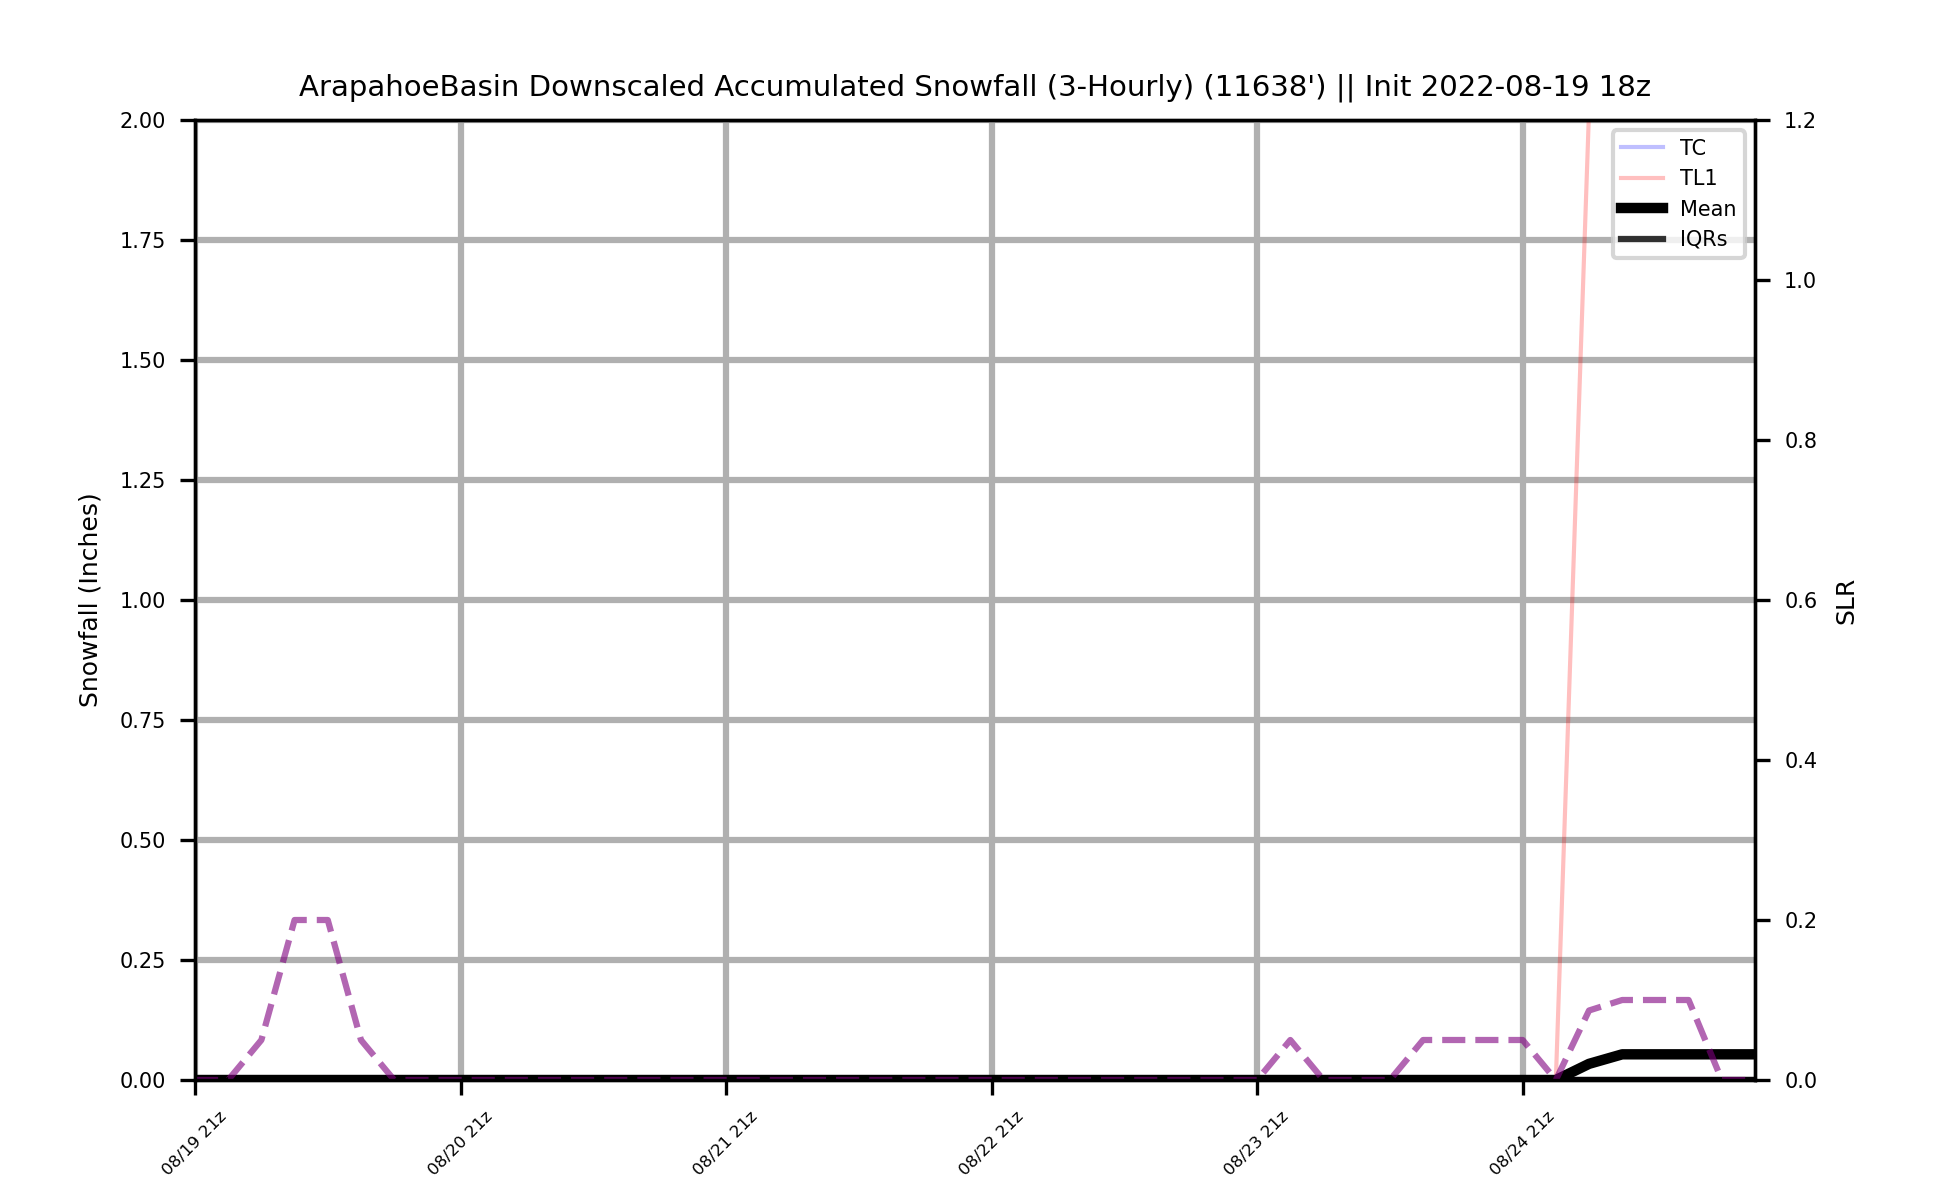 ArapahoeBasin Downscaled Accumulated Snowfall (3-Hourly) (11638') || Init 2022-08-19 18z
2.00
1.75
1.50
1.25
1.00
0.75
0.50
0.25
0.00
Snowfall (Inches)
TC
TL1
Mean
IQRs
1.2
1.0
0.8
0.6
0.4
0.2
0.0
SLR
08/19 21z
08/20 21z
08/21 21z
08/22 21z
08/23 21z
08/24 21z